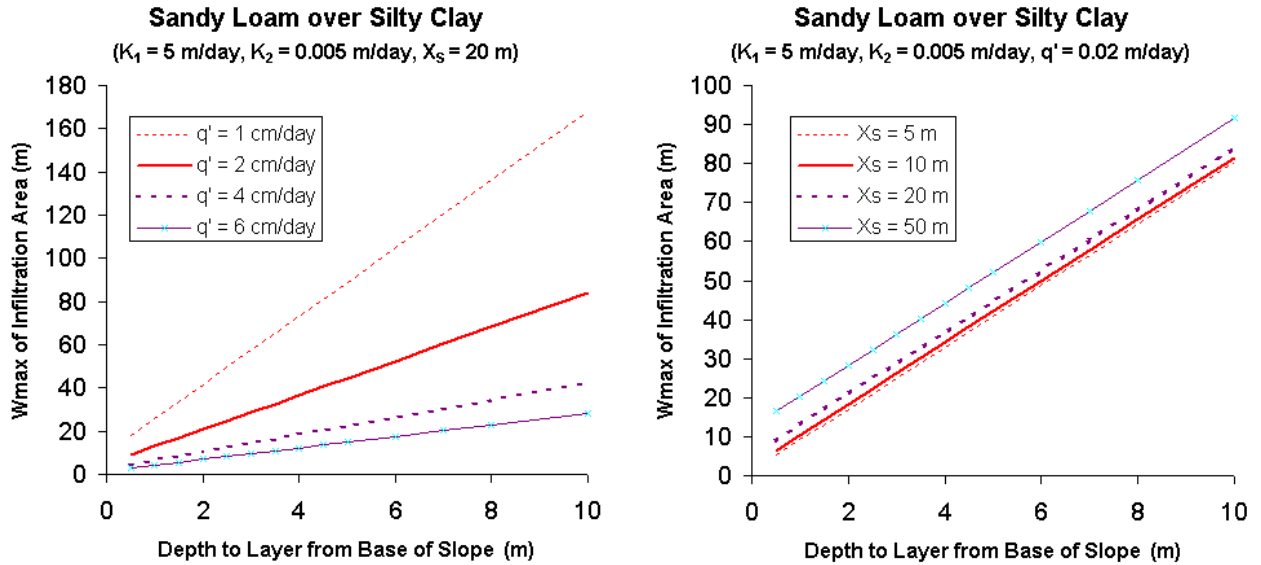 Sandy Loam over Silty Clay
(K₁ = 5 m/day, K₂ = 0.005 m/day, Xₛ = 20 m)
Wmax of Infiltration Area (m)
180
160
140
120
100
80
60
40
20
0
q' = 1 cm/day
q' = 2 cm/day
q' = 4 cm/day
q' = 6 cm/day
0 2 4 6 8 10
Depth to Layer from Base of Slope (m)
Sandy Loam over Silty Clay
(K₁ = 5 m/day, K₂ = 0.005 m/day, q' = 0.02 m/day)
Wmax of Infiltration Area (m)
100
90
80
70
60
50
40
30
20
10
0
Xs = 5 m
Xs = 10 m
Xs = 20 m
Xs = 50 m
0 2 4 6 8 10
Depth to Layer from Base of Slope (m)